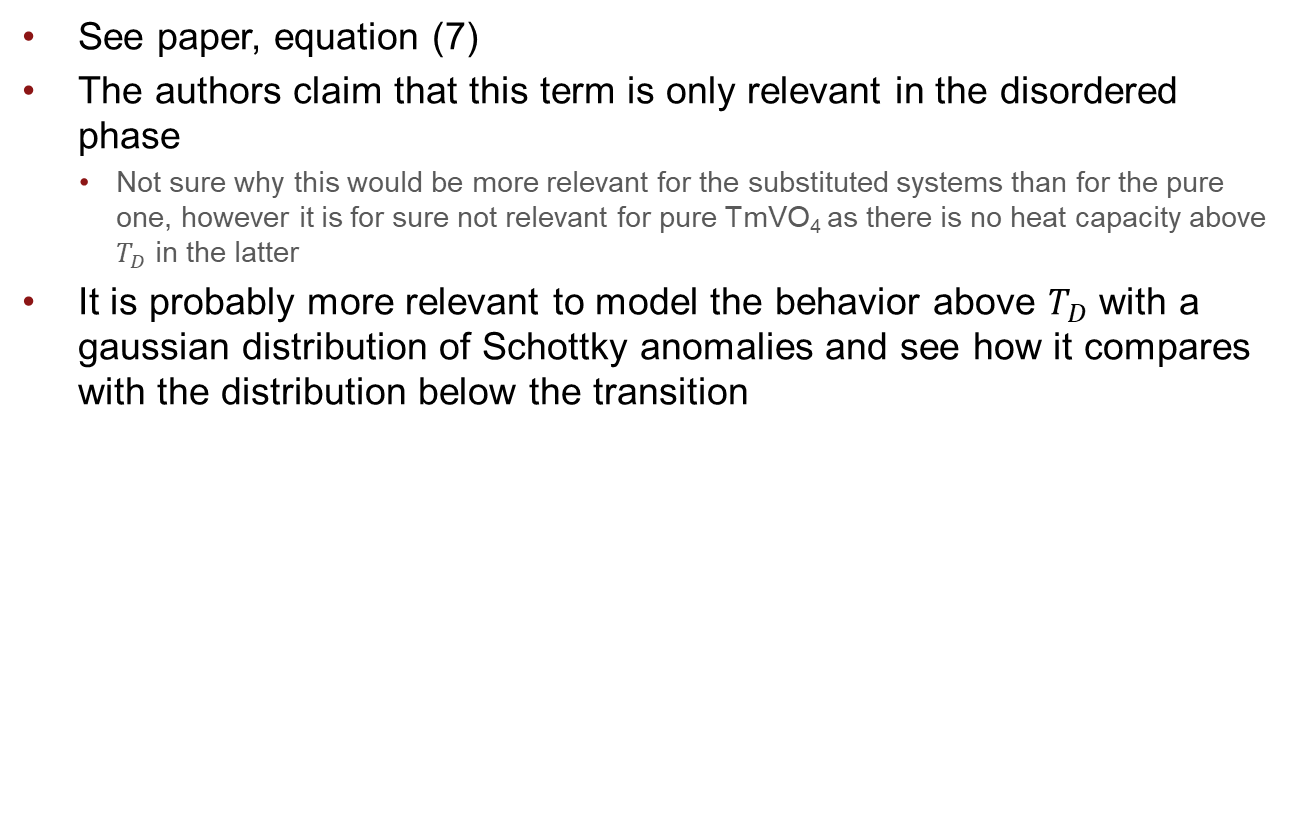 • See paper, equation (7)
• The authors claim that this term is only relevant in the disordered
phase
• Not sure why this would be more relevant for the substituted systems than for the pure
one, however it is for sure not relevant for pure TmVO₄ as there is no heat capacity above
T_D in the latter
• It is probably more relevant to model the behavior above T_D with a
gaussian distribution of Schottky anomalies and see how it compares
with the distribution below the transition